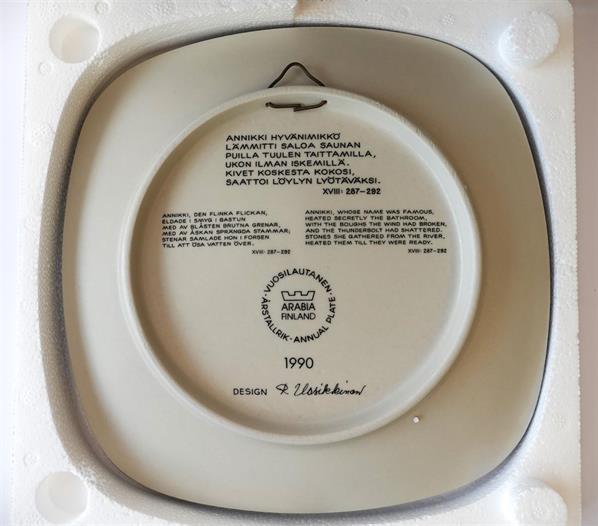 ANNIKKI HYVÄNIMIKKÖ
LÄMMITTI SALOA SAUNAN
PUILLA TUULEN TAITTAMILLA,
UKON ILMAN ISKEMILLÄ.
KIVET KOSKESTA KOKOSI,
SAATTOI LÖYLYN LYÖTÄVÄKSI.
XVIII: 287-292
ANNIKKI, DEN FLINKA FLICKAN,
ELDADE I SMYG I BASTUN
MED AV BLÅSTEN BRUTNA GRENAR,
MED AV ÅSKAN SPRÄNGDA STAMMAR;
STENAR SAMLADE HON I FORSEN
TILL ATT ÖSA VATTEN ÖVER.
XVIII: 287-292
ANNIKKI, WHOSE NAME WAS FAMOUS,
HEATED SECRETLY THE BATHROOM,
WITH THE BOUGHS THE WIND HAD BROKEN,
AND THE THUNDERBOLT HAD SHATTERED.
STONES SHE GATHERED FROM THE RIVER,
HEATED THEM TILL THEY WERE READY.
XVIII: 287-292
·VUOSILAUTANEN·
ARABIA
FINLAND
ÅRSTALLRIK·ANNUAL PLATE·
1990
DESIGN R. Uosikkinen